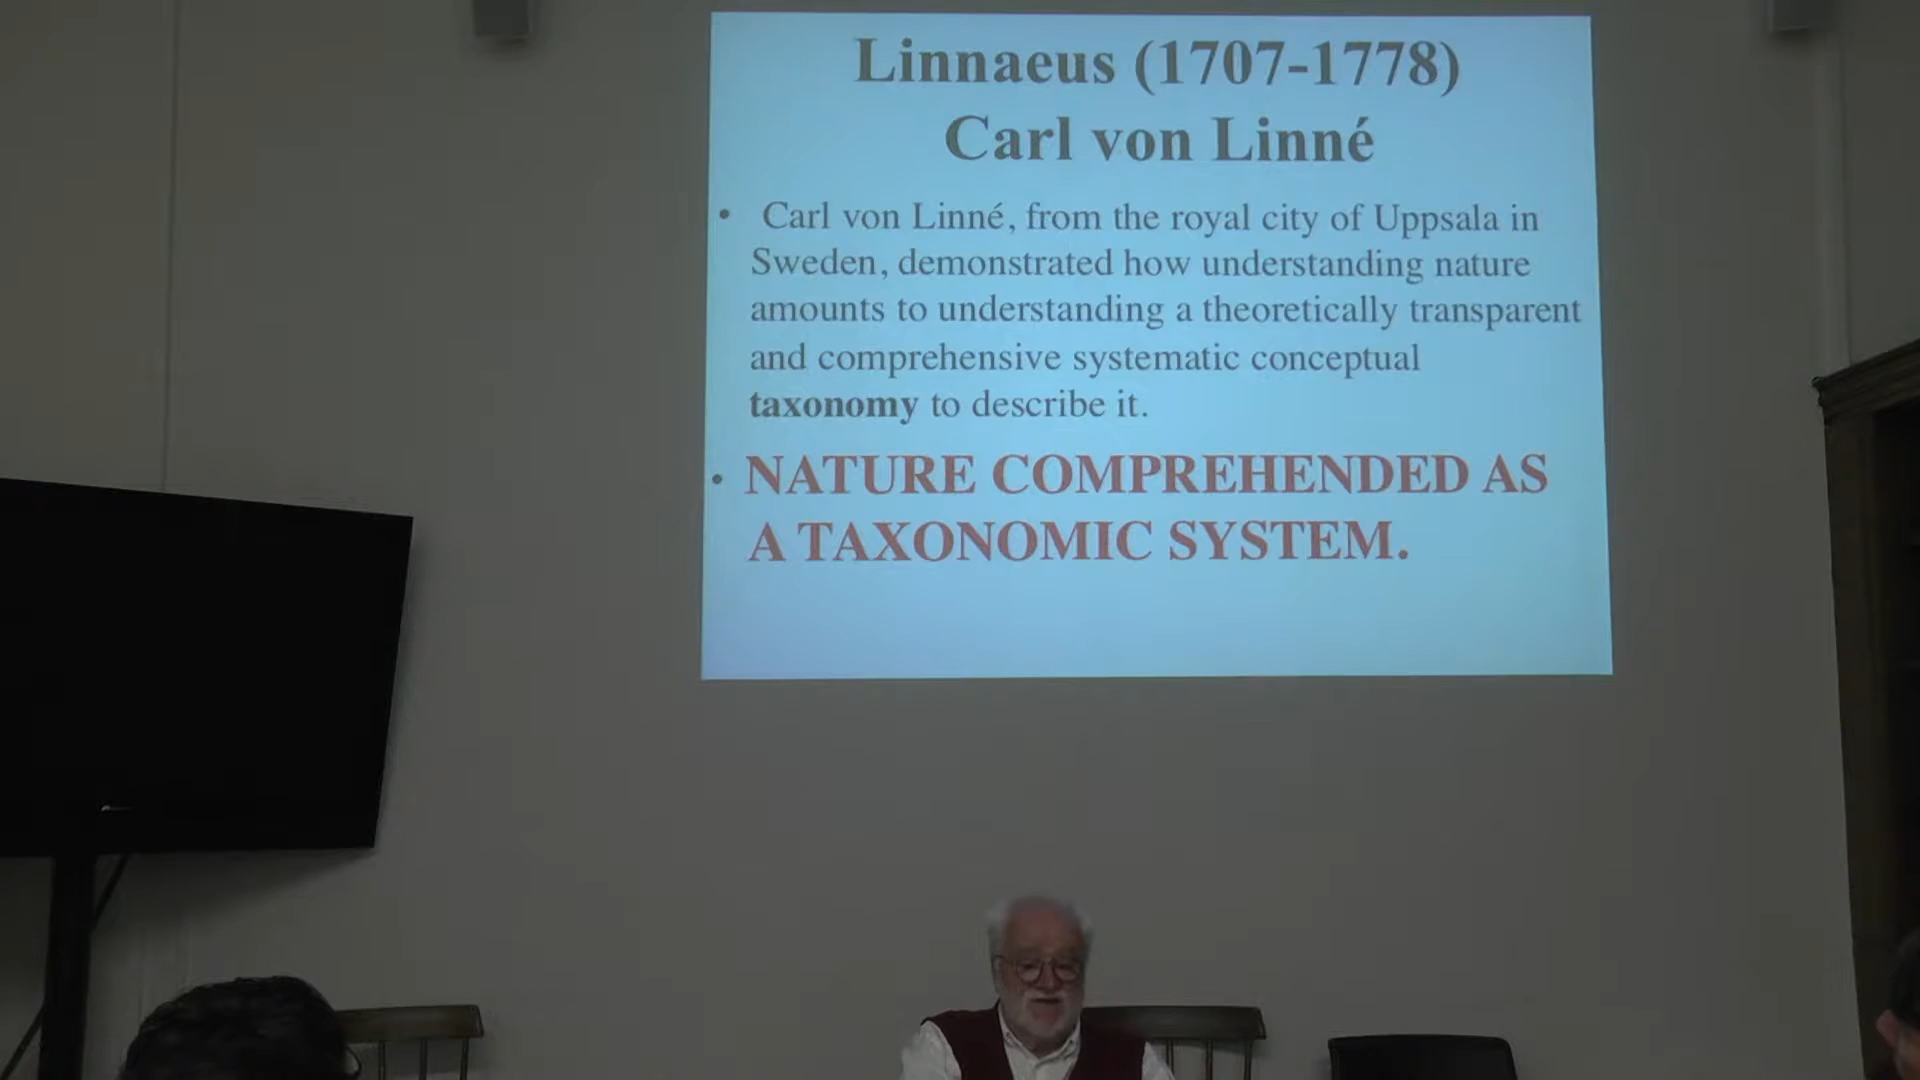 Linnaeus (1707-1778)
Carl von Linné
• Carl von Linné, from the royal city of Uppsala in
Sweden, demonstrated how understanding nature
amounts to understanding a theoretically transparent
and comprehensive systematic conceptual
taxonomy to describe it.
• NATURE COMPREHENDED AS
A TAXONOMIC SYSTEM.